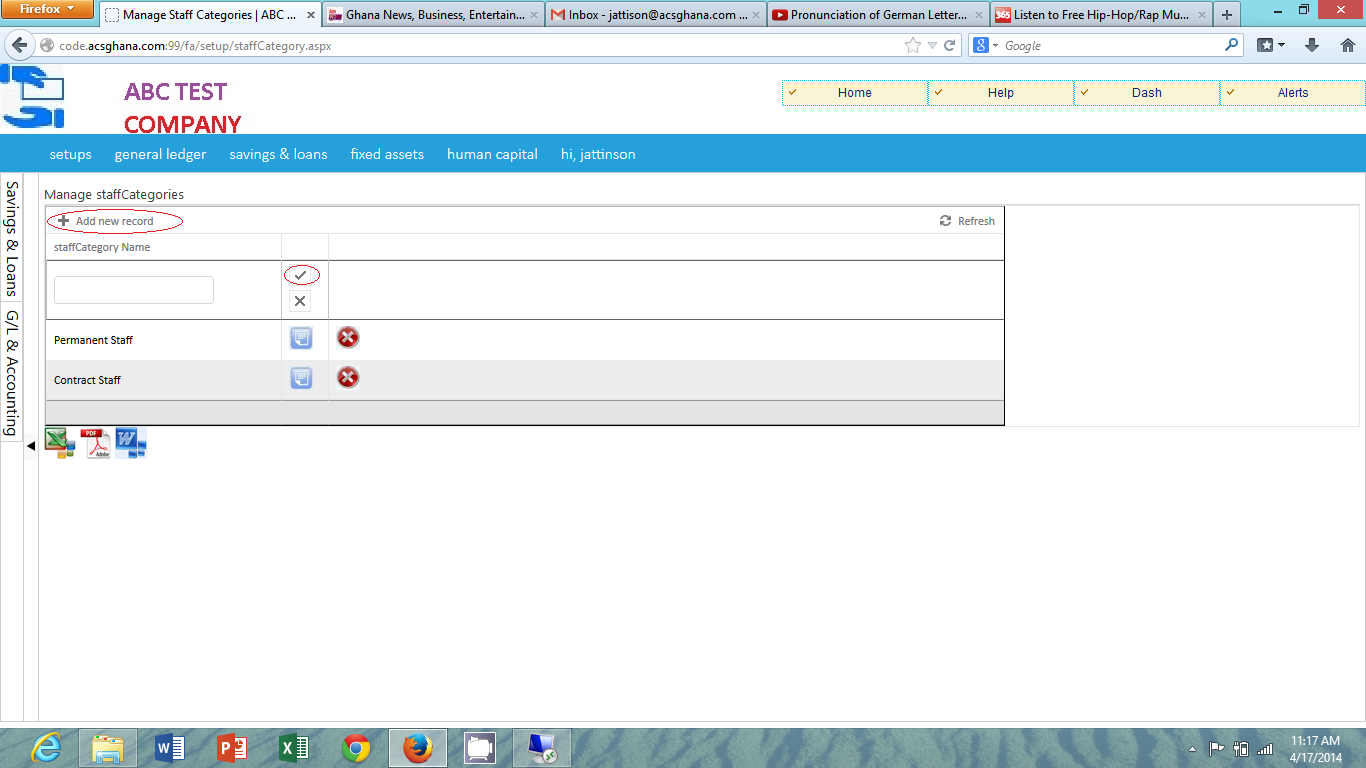 Firefox
Manage Staff Categories | ABC ...
Ghana News, Business, Entertain...
Inbox - jattison@acsghana.com ...
Pronunciation of German Letter...
365 Listen to Free Hip-Hop/Rap Mu...
code.acsghana.com:99/fa/setup/staffCategory.aspx
Google
ABC TEST
COMPANY
Home
Help
Dash
Alerts
setups
general ledger
savings & loans
fixed assets
human capital
hi, jattinson
Savings & Loans
G/L & Accounting
Manage staffCategories
Add new record
Refresh
staffCategory Name
Permanent Staff
Contract Staff
PDF
Adobe
11:17 AM
4/17/2014